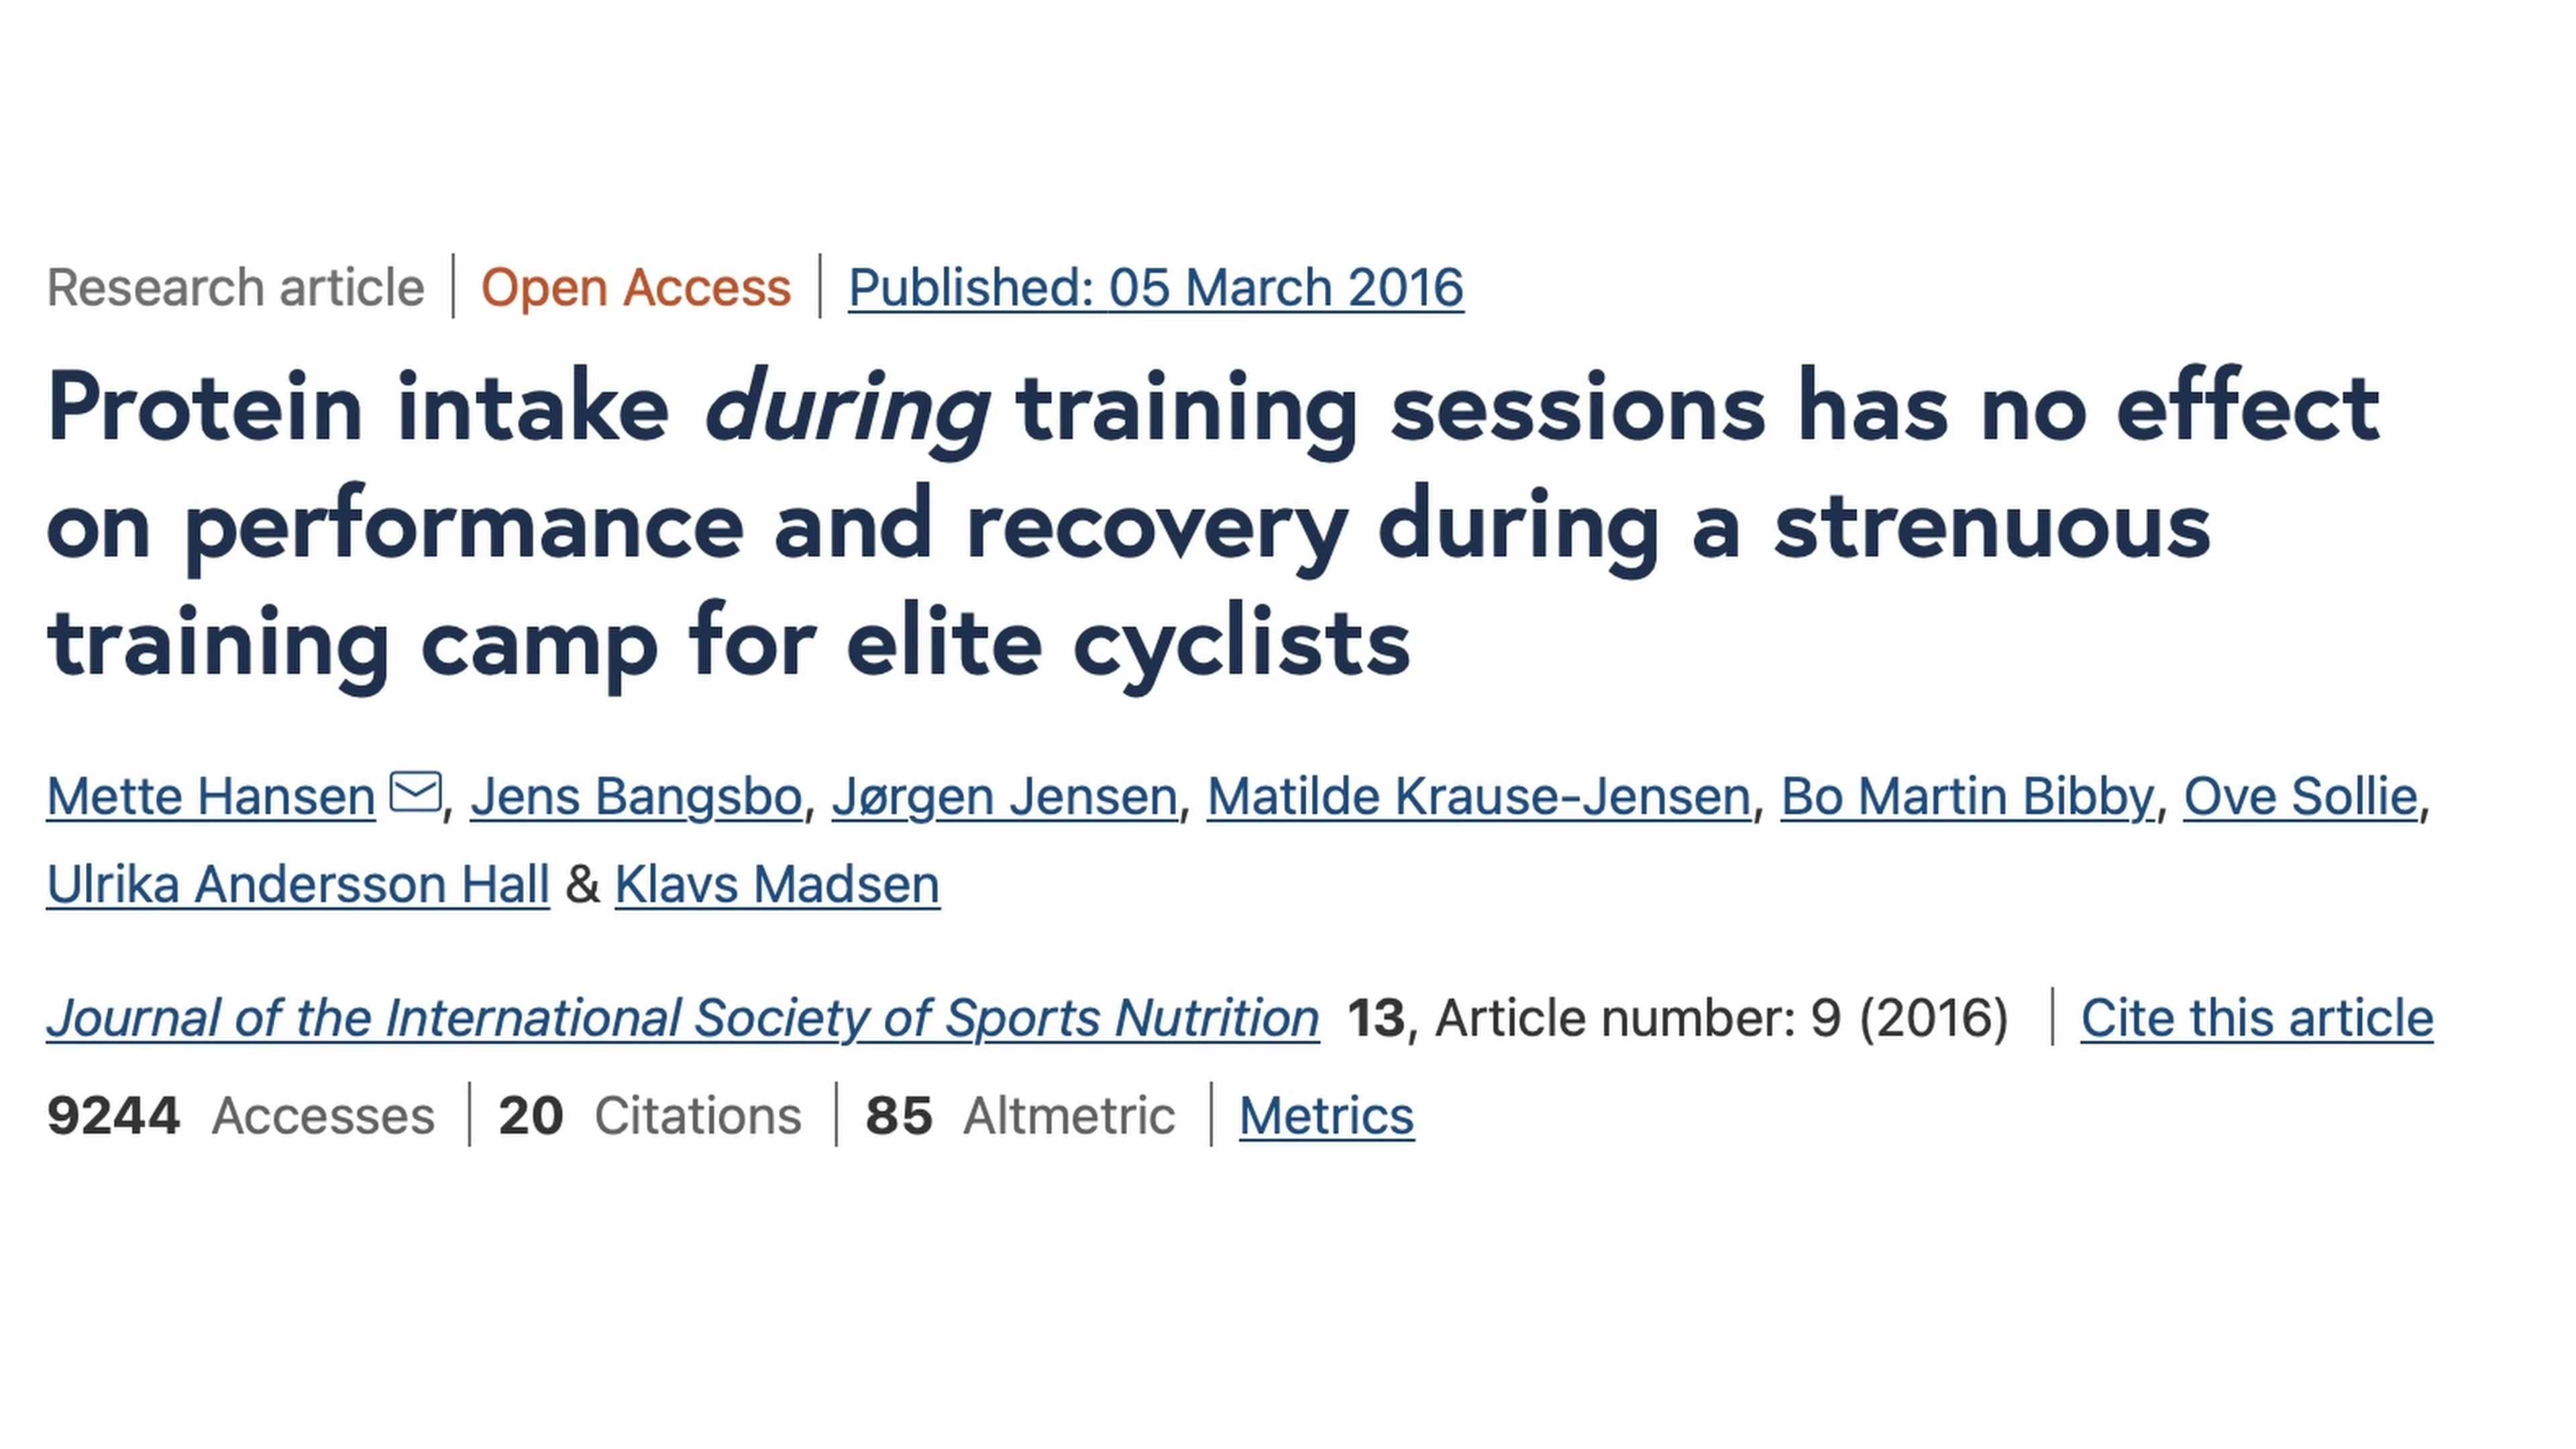 Research article | Open Access | Published: 05 March 2016
Protein intake during training sessions has no effect
on performance and recovery during a strenuous
training camp for elite cyclists
Mette Hansen, Jens Bangsbo, Jørgen Jensen, Matilde Krause-Jensen, Bo Martin Bibby, Ove Sollie,
Ulrika Andersson Hall & Klavs Madsen
Journal of the International Society of Sports Nutrition 13, Article number: 9 (2016) | Cite this article
9244 Accesses | 20 Citations | 85 Altmetric | Metrics